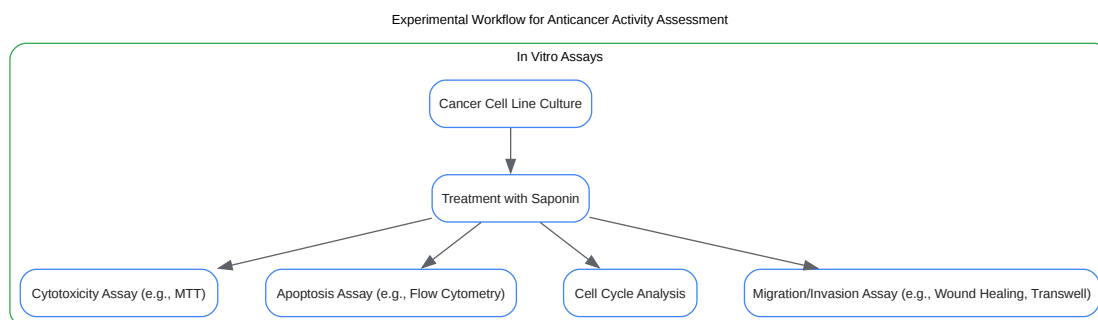 Experimental Workflow for Anticancer Activity Assessment
In Vitro Assays
Cancer Cell Line Culture
Treatment with Saponin
Cytotoxicity Assay (e.g., MTT)
Apoptosis Assay (e.g., Flow Cytometry)
Cell Cycle Analysis
Migration/Invasion Assay (e.g., Wound Healing, Transwell)